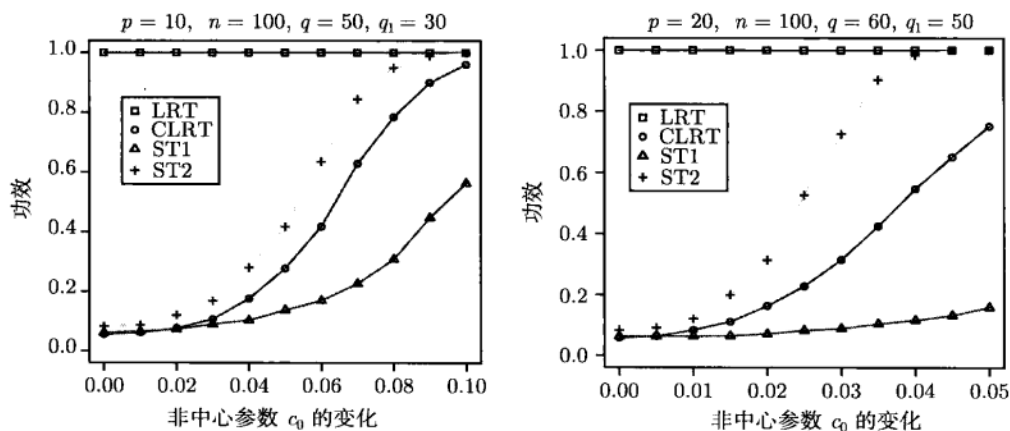 p = 10, n = 100, q = 50, q₁ = 30
1.0
0.8
0.6
0.4
0.2
0.0
功效
LRT
CLRT
ST1
ST2
0.00 0.02 0.04 0.06 0.08 0.10
非中心参数 c₀ 的变化
p = 20, n = 100, q = 60, q₁ = 50
1.0
0.8
0.6
0.4
0.2
0.0
功效
LRT
CLRT
ST1
ST2
0.00 0.01 0.02 0.03 0.04 0.05
非中心参数 c₀ 的变化